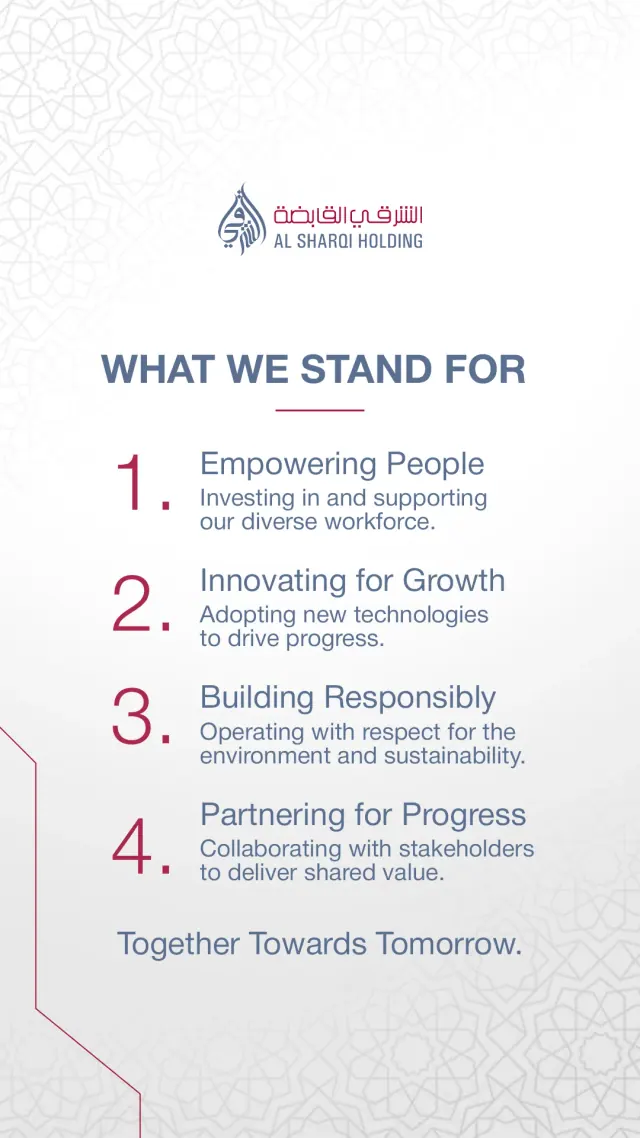 الشرقي القابضة
AL SHARQI HOLDING
WHAT WE STAND FOR
1. Empowering People
Investing in and supporting
our diverse workforce.
2. Innovating for Growth
Adopting new technologies
to drive progress.
3. Building Responsibly
Operating with respect for the
environment and sustainability.
4. Partnering for Progress
Collaborating with stakeholders
to deliver shared value.
Together Towards Tomorrow.